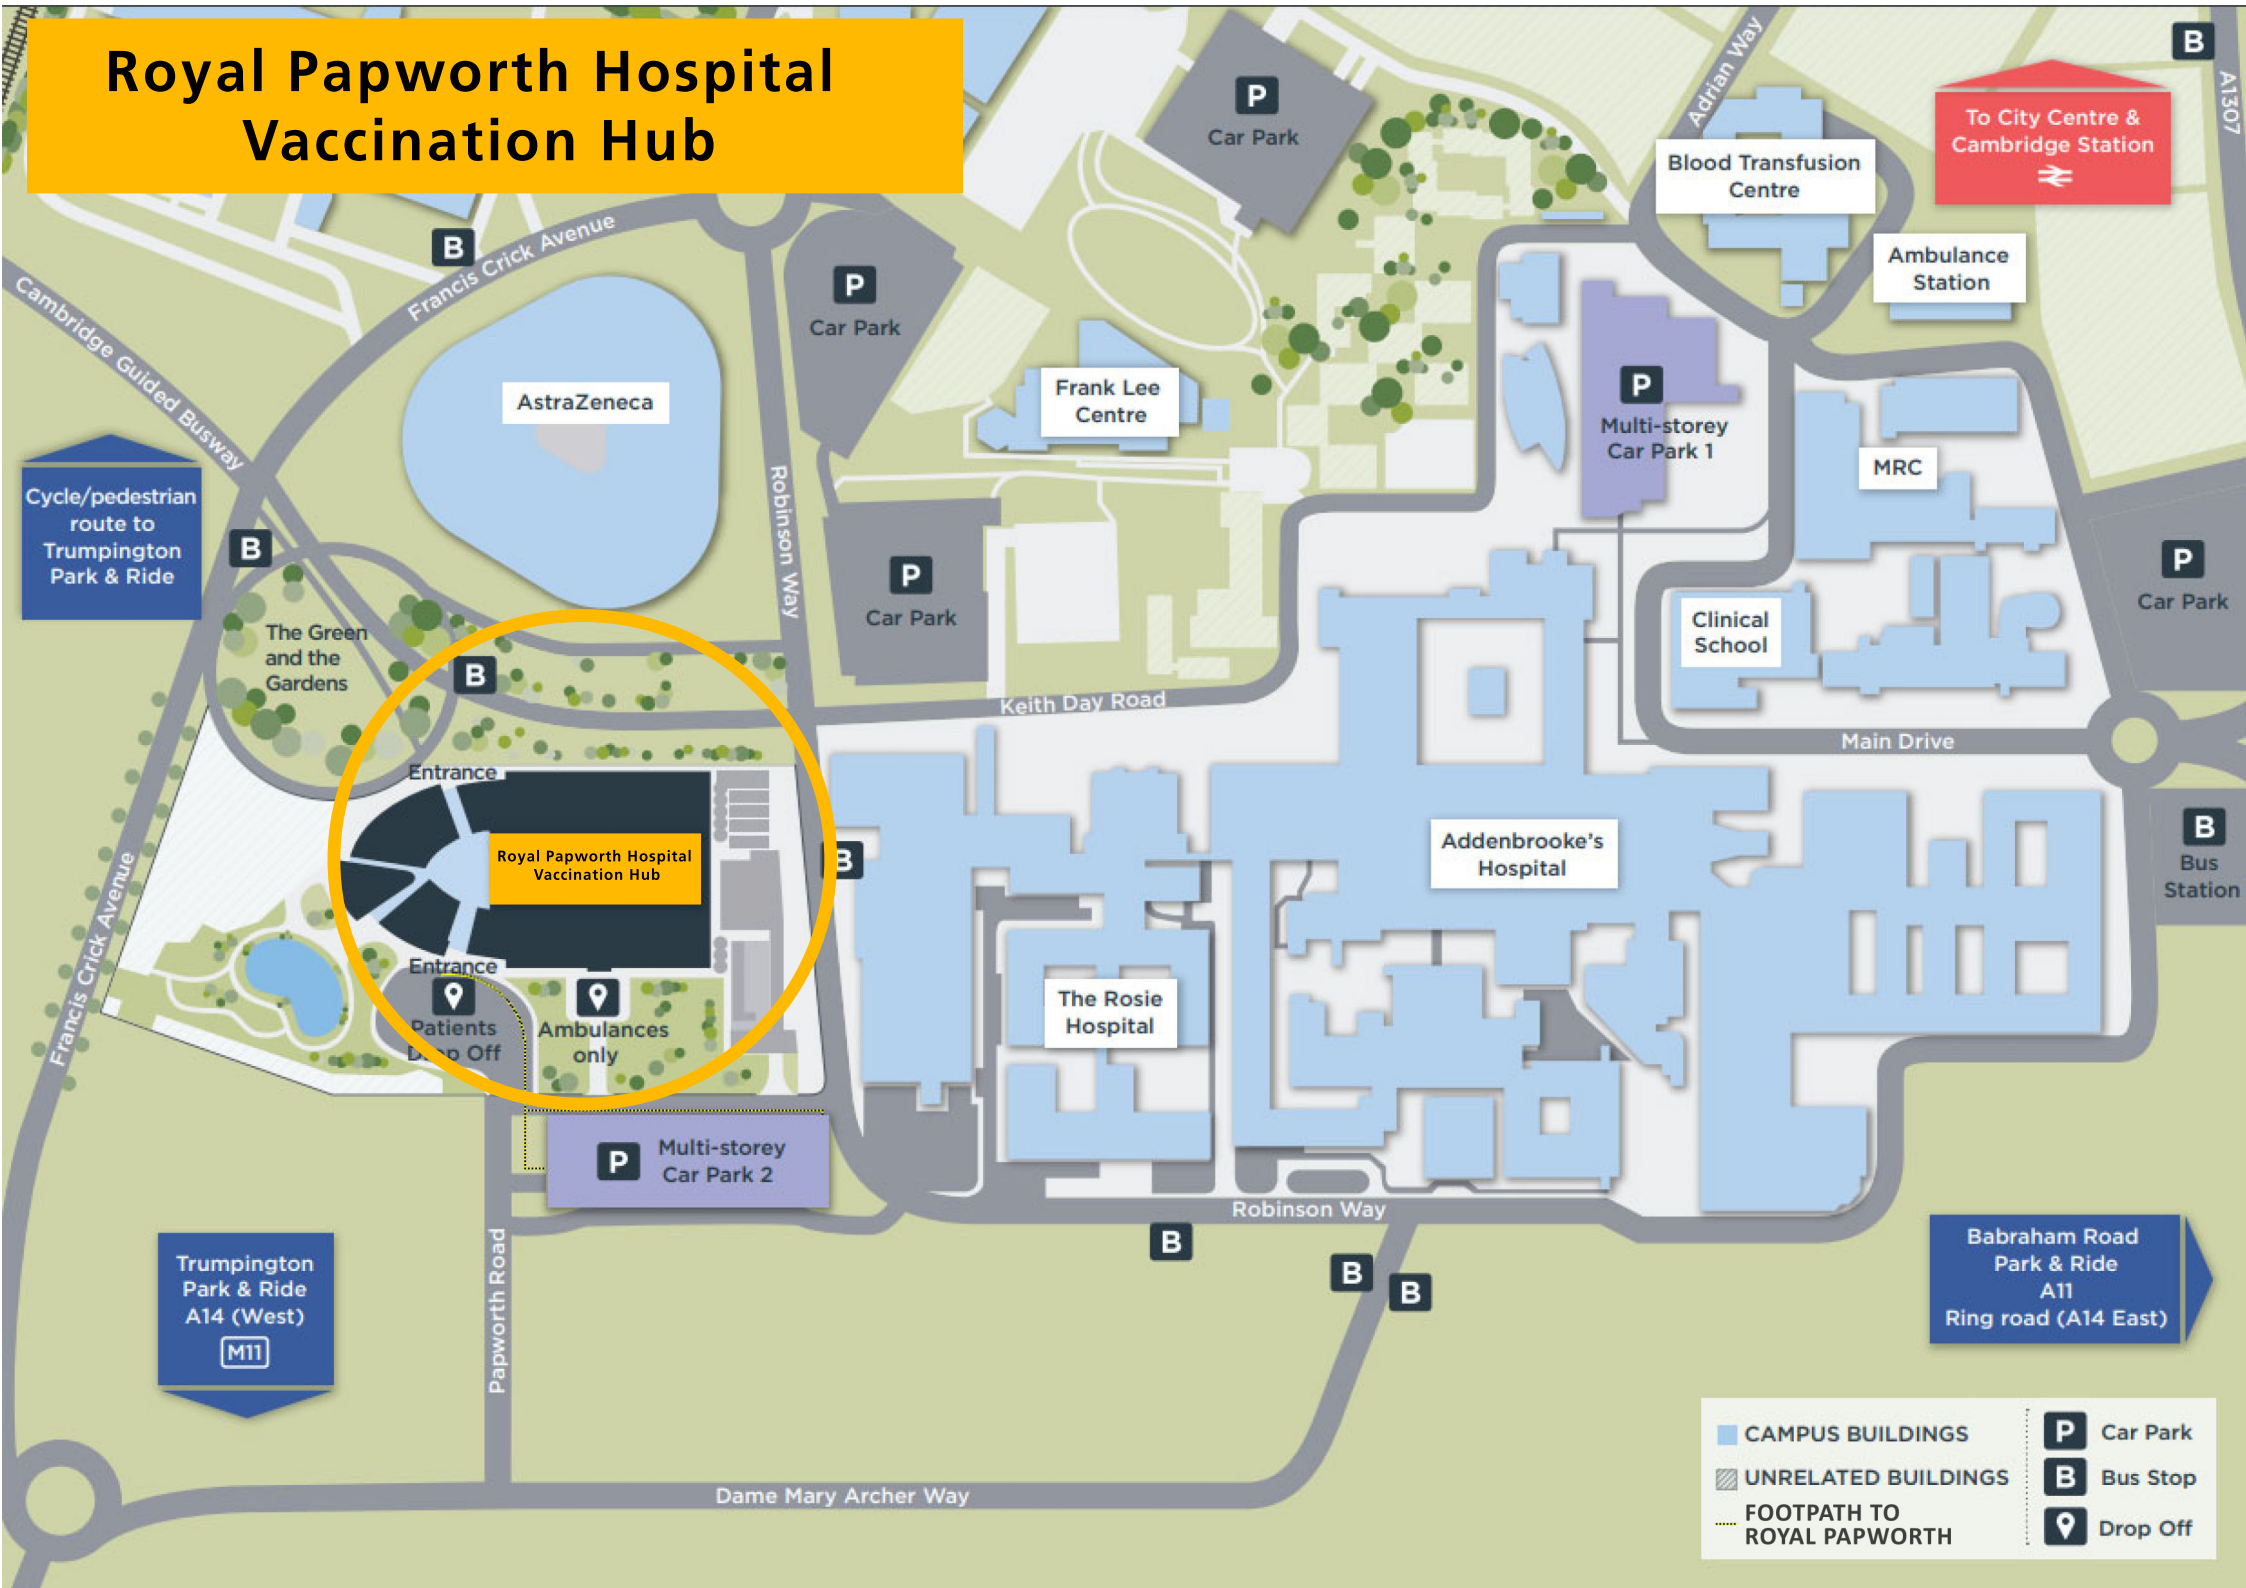 Royal Papworth Hospital
Vaccination Hub
B
A1307
Adrian Way
P
Car Park
To City Centre &
Cambridge Station
Blood Transfusion
Centre
Francis Crick Avenue
B
Ambulance
Station
P
Car Park
Cambridge Guided Busway
AstraZeneca
Frank Lee
Centre
P
Multi-storey
Car Park 1
MRC
Cycle/pedestrian
route to
Trumpington
Park & Ride
Robinson Way
B
P
Car Park
P
Car Park
The Green
and the
Gardens
B
Clinical
School
Keith Day Road
Main Drive
Entrance
Royal Papworth Hospital
Vaccination Hub
B
Addenbrooke's
Hospital
B
Bus
Station
Francis Crick Avenue
Entrance
Patients
Drop Off
Ambulances
only
The Rosie
Hospital
P
Multi-storey
Car Park 2
Robinson Way
B
B
B
Papworth Road
Trumpington
Park & Ride
A14 (West)
M11
Babraham Road
Park & Ride
A11
Ring road (A14 East)
Dame Mary Archer Way
CAMPUS BUILDINGS
UNRELATED BUILDINGS
FOOTPATH TO
ROYAL PAPWORTH
P Car Park
B Bus Stop
Drop Off